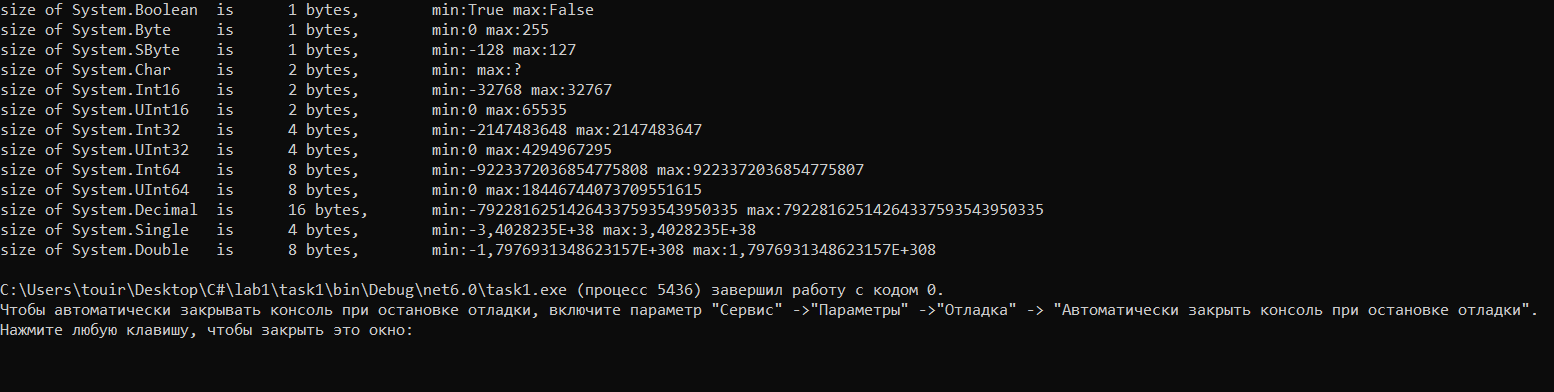 size of System.Boolean is 1 bytes, min:True max:False
size of System.Byte is 1 bytes, min:0 max:255
size of System.SByte is 1 bytes, min:-128 max:127
size of System.Char is 2 bytes, min: max:?
size of System.Int16 is 2 bytes, min:-32768 max:32767
size of System.UInt16 is 2 bytes, min:0 max:65535
size of System.Int32 is 4 bytes, min:-2147483648 max:2147483647
size of System.UInt32 is 4 bytes, min:0 max:4294967295
size of System.Int64 is 8 bytes, min:-9223372036854775808 max:9223372036854775807
size of System.UInt64 is 8 bytes, min:0 max:18446744073709551615
size of System.Decimal is 16 bytes, min:-79228162514264337593543950335 max:79228162514264337593543950335
size of System.Single is 4 bytes, min:-3,4028235E+38 max:3,4028235E+38
size of System.Double is 8 bytes, min:-1,7976931348623157E+308 max:1,7976931348623157E+308
C:\Users\touir\Desktop\C#\lab1\task1\bin\Debug\net6.0\task1.exe (процесс 5436) завершил работу с кодом 0.
Чтобы автоматически закрывать консоль при остановке отладки, включите параметр "Сервис" ->"Параметры" ->"Отладка" -> "Автоматически закрыть консоль при остановке отладки".
Нажмите любую клавишу, чтобы закрыть это окно: